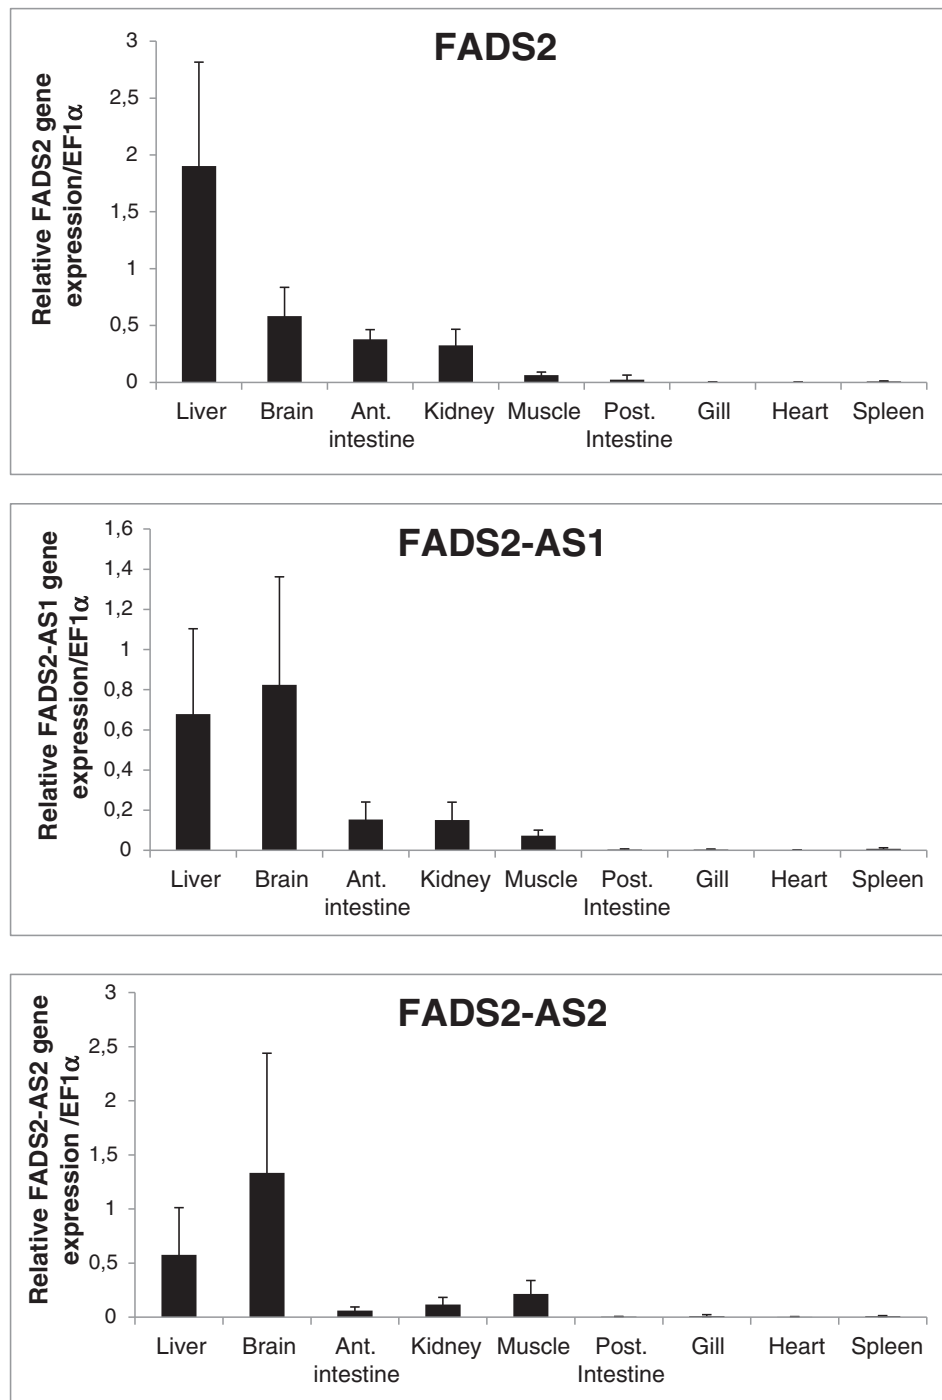 FADS2
Relative FADS2 gene
expression/EF1α
3
2,5
2
1,5
1
0,5
0
Liver Brain Ant. Kidney Muscle Post. Gill Heart Spleen
intestine Intestine
FADS2-AS1
Relative FADS2-AS1 gene
expression/EF1α
1,6
1,4
1,2
1
0,8
0,6
0,4
0,2
0
Liver Brain Ant. Kidney Muscle Post. Gill Heart Spleen
intestine Intestine
FADS2-AS2
Relative FADS2-AS2 gene
expression /EF1α
3
2,5
2
1,5
1
0,5
0
Liver Brain Ant. Kidney Muscle Post. Gill Heart Spleen
intestine Intestine